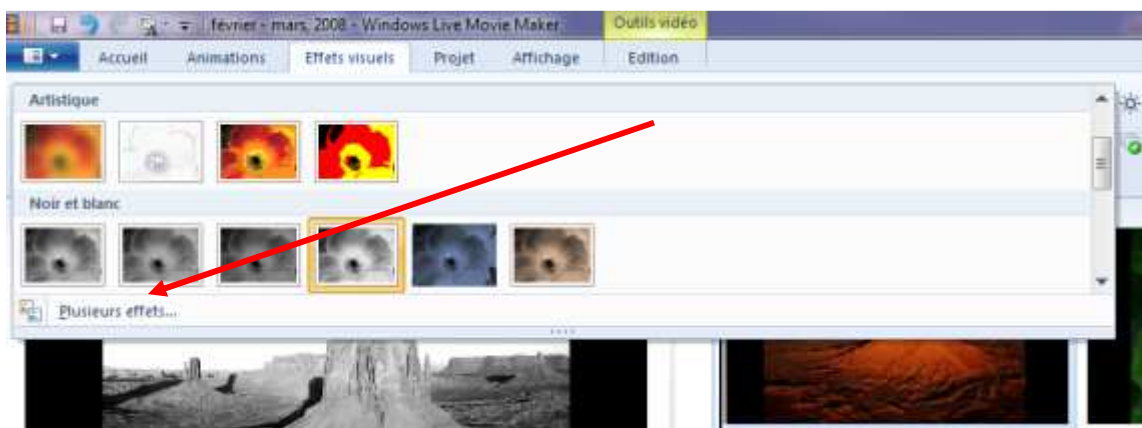 février - mars, 2008 - Windows Live Movie Maker
Outils vidéo
Accueil
Animations
Effets visuels
Projet
Affichage
Edition
Artistique
Noir et blanc
Plusieurs effets...